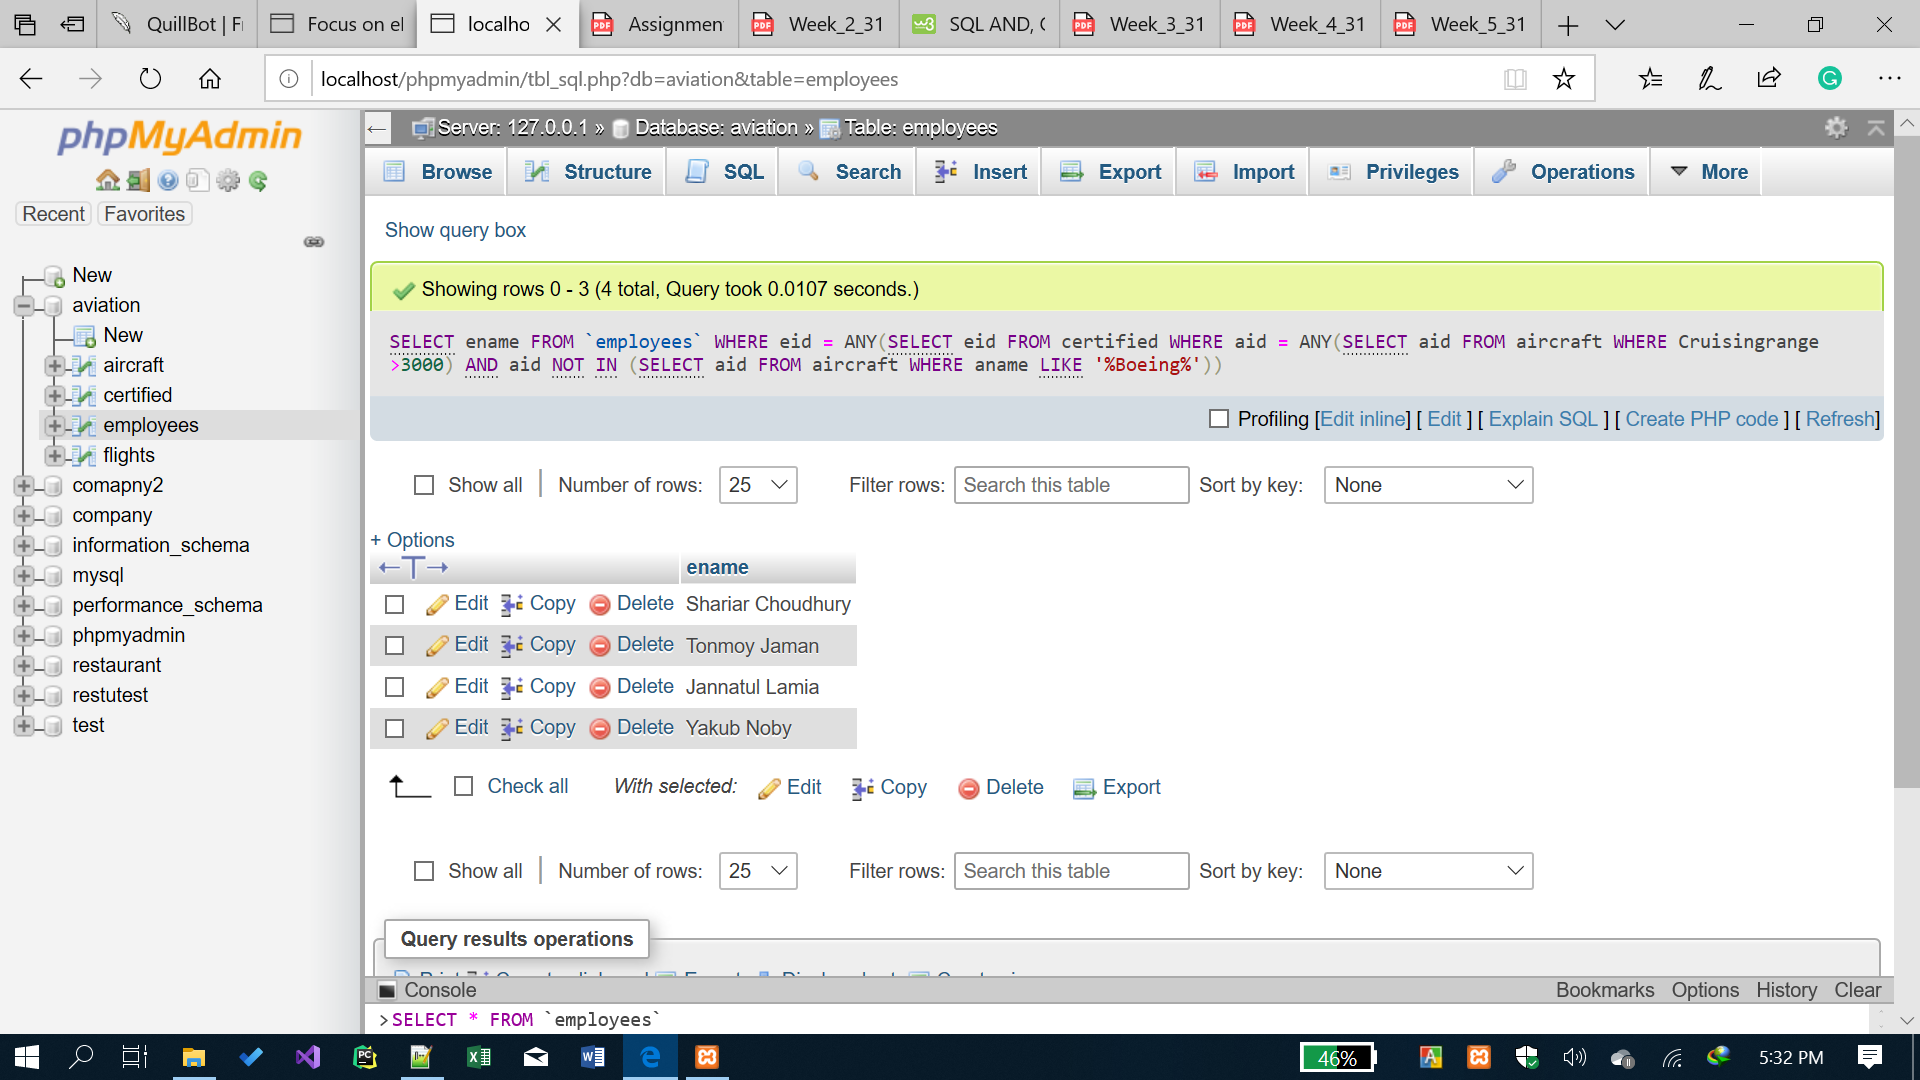 QuillBot | Fr
Focus on el
localho
Assignmen
Week_2_31
SQL AND, O
Week_3_31
Week_4_31
Week_5_31
localhost/phpmyadmin/tbl_sql.php?db=aviation&table=employees
phpMyAdmin
Recent
Favorites
New
aviation
New
aircraft
certified
employees
flights
comapny2
company
information_schema
mysql
performance_schema
phpmyadmin
restaurant
restutest
test
Server: 127.0.0.1 » Database: aviation » Table: employees
Browse Structure SQL Search Insert Export Import Privileges Operations More
Show query box
Showing rows 0 - 3 (4 total, Query took 0.0107 seconds.)
SELECT ename FROM `employees` WHERE eid = ANY(SELECT eid FROM certified WHERE aid = ANY(SELECT aid FROM aircraft WHERE Cruisingrange
>3000) AND aid NOT IN (SELECT aid FROM aircraft WHERE aname LIKE '%Boeing%'))
Profiling [Edit inline] [ Edit ] [ Explain SQL ] [ Create PHP code ] [ Refresh]
Show all Number of rows: 25 Filter rows: Search this table Sort by key: None
+ Options
ename
Edit Copy Delete Shariar Choudhury
Edit Copy Delete Tonmoy Jaman
Edit Copy Delete Jannatul Lamia
Edit Copy Delete Yakub Noby
Check all With selected: Edit Copy Delete Export
Show all Number of rows: 25 Filter rows: Search this table Sort by key: None
Query results operations
Console
Bookmarks Options History Clear
>SELECT * FROM `employees`
46%
5:32 PM